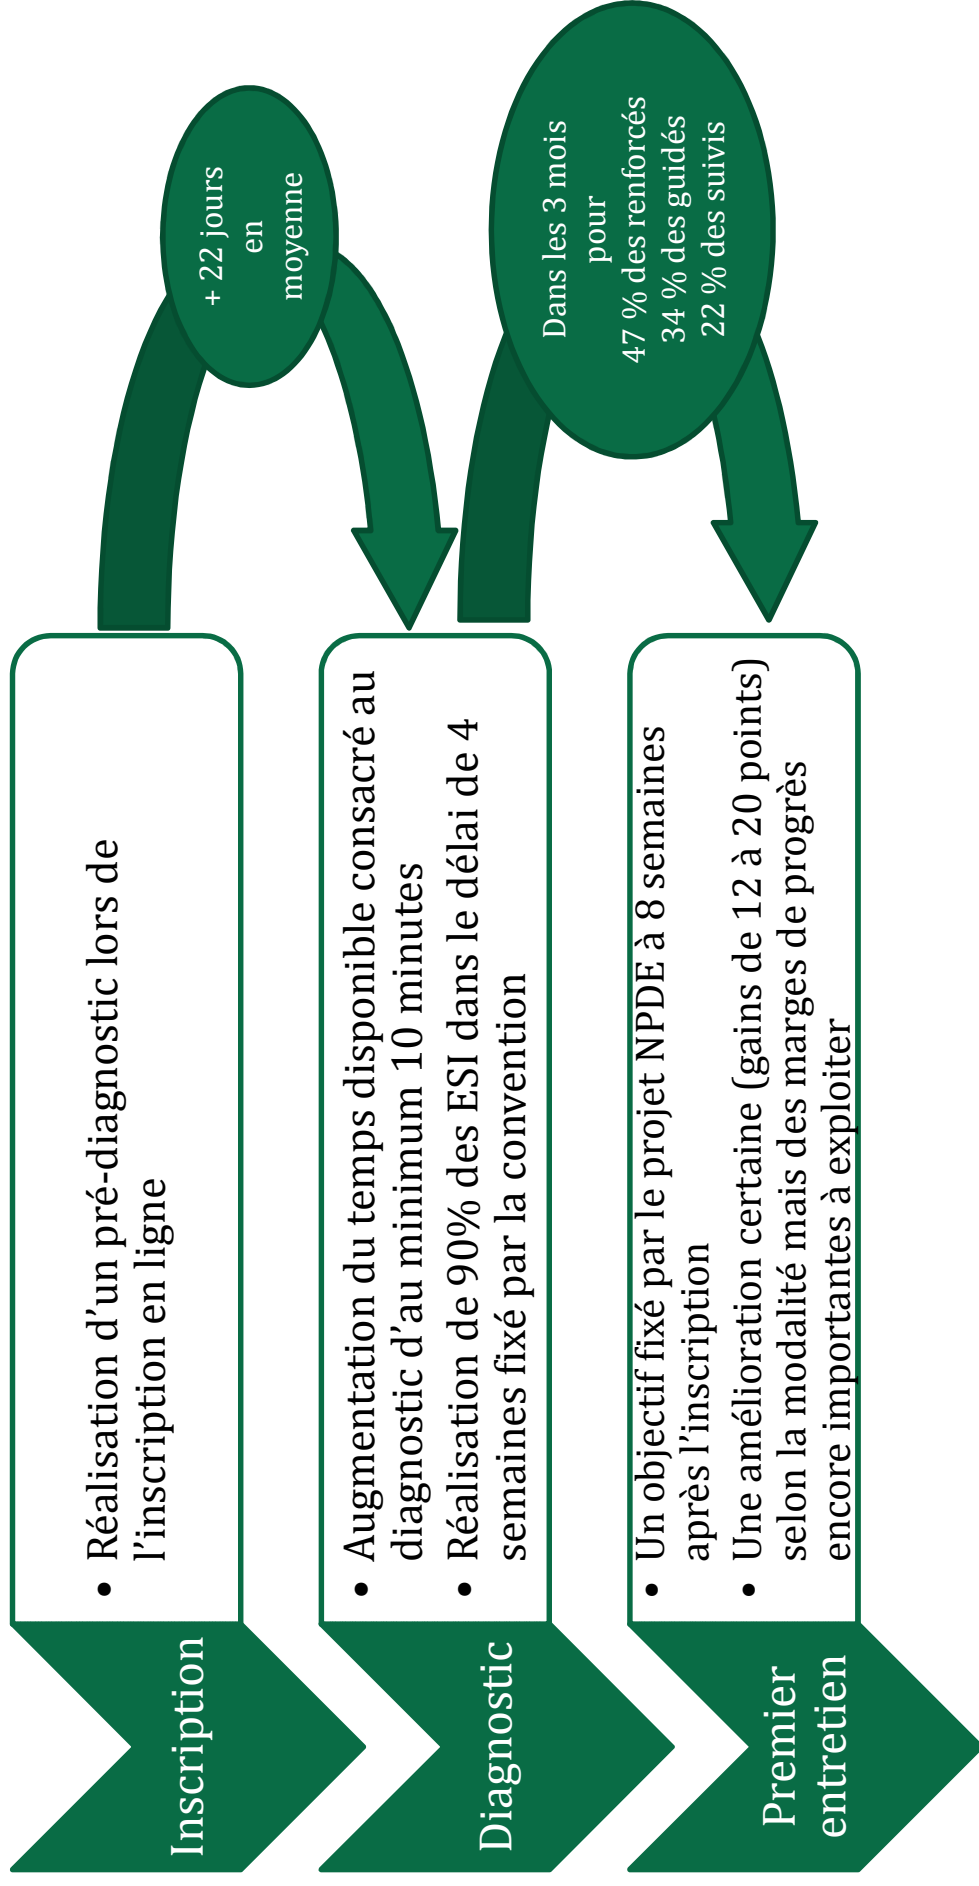 Inscription
• Réalisation d’un pré-diagnostic lors de
l’inscription en ligne
+ 22 jours
en
moyenne
Diagnostic
• Augmentation du temps disponible consacré au
diagnostic d’au minimum 10 minutes
• Réalisation de 90% des ESI dans le délai de 4
semaines fixé par la convention
Dans les 3 mois
pour
47 % des renforcés
34 % des guidés
22 % des suivis
Premier
entretien
• Un objectif fixé par le projet NPDE à 8 semaines
après l’inscription
• Une amélioration certaine (gains de 12 à 20 points)
selon la modalité mais des marges de progrès
encore importantes à exploiter